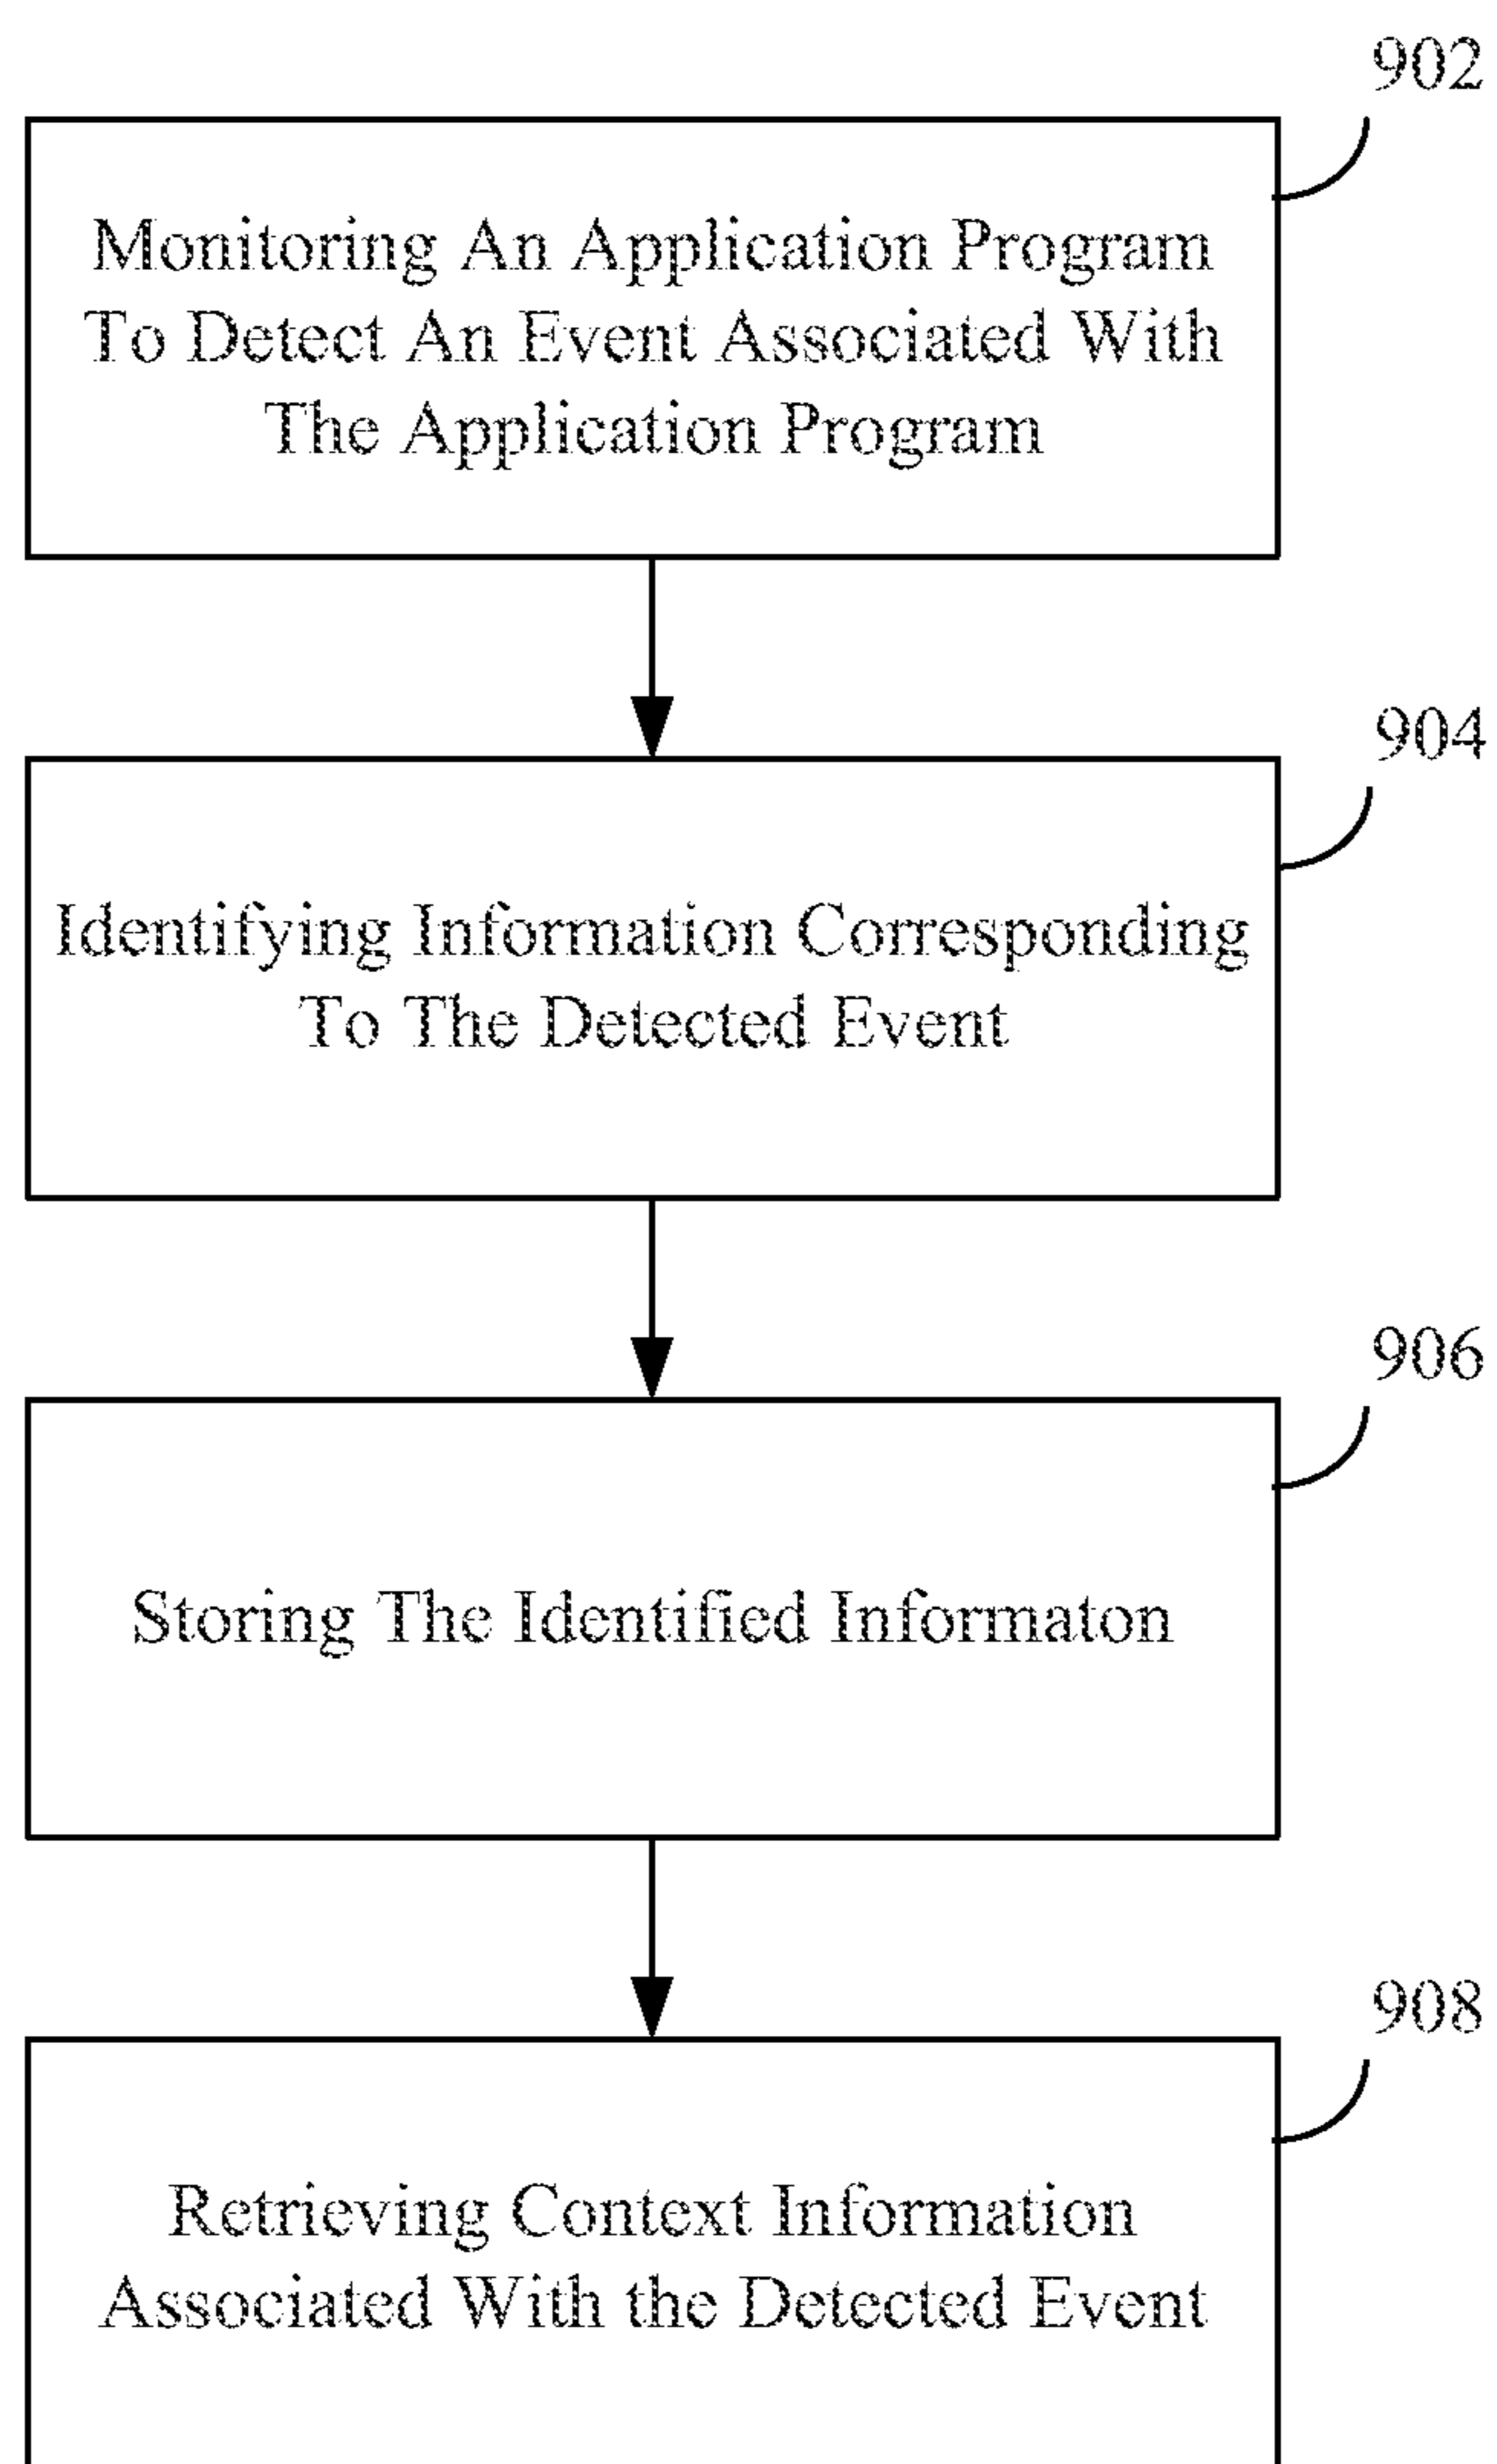 902
Monitoring An Application Program
To Detect An Event Associated With
The Application Program
904
Identifying Information Corresponding
To The Detected Event
906
Storing The Identified Informaton
908
Retrieving Context Information
Associated With the Detected Event